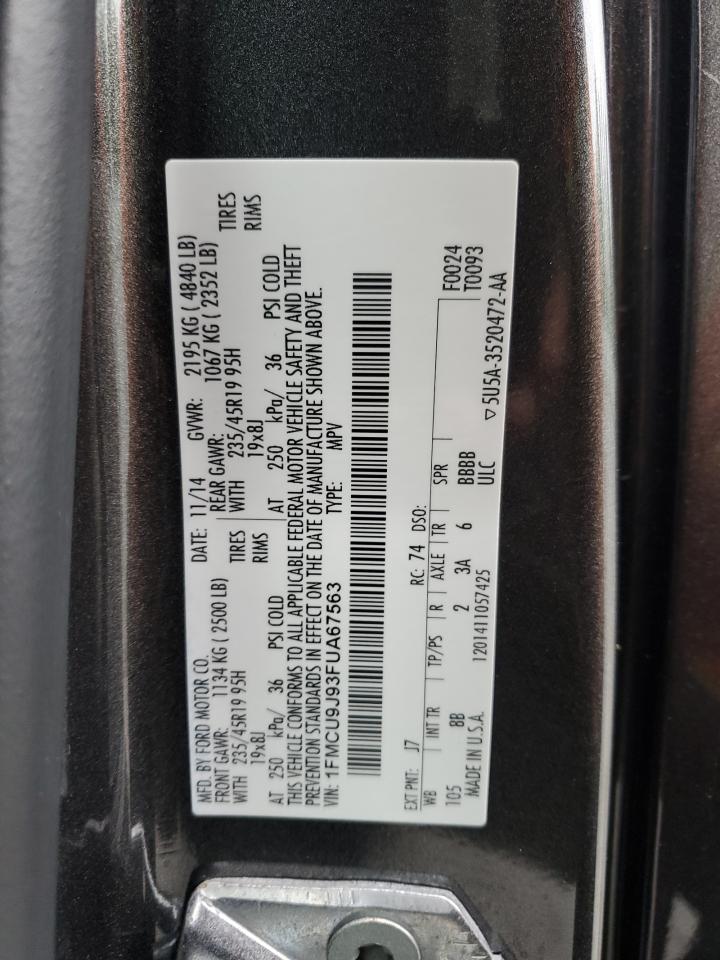 MFD. BY FORD MOTOR CO.
DATE: 11/14 GVWR: 2195 KG ( 4840 LB)
FRONT GAWR: 1134 KG ( 2500 LB) REAR GAWR: 1067 KG ( 2352 LB)
WITH 235/45R19 95H TIRES WITH 235/45R19 95H TIRES
19x8J RIMS 19x8J RIMS
AT 250 kPa/ 36 PSI COLD AT 250 kPa/ 36 PSI COLD
THIS VEHICLE CONFORMS TO ALL APPLICABLE FEDERAL MOTOR VEHICLE SAFETY AND THEFT
PREVENTION STANDARDS IN EFFECT ON THE DATE OF MANUFACTURE SHOWN ABOVE.
VIN: 1FMCU9J93FUA67563 TYPE: MPV
EXT PNT: J7 RC: 74 DSO: F0024
WB INT TR TP/PS R AXLE TR SPR T0093
105 8B 2 3A 6 BBBB
MADE IN U.S.A. 1201411057425 ULC ▽5U5A-3520472-AA